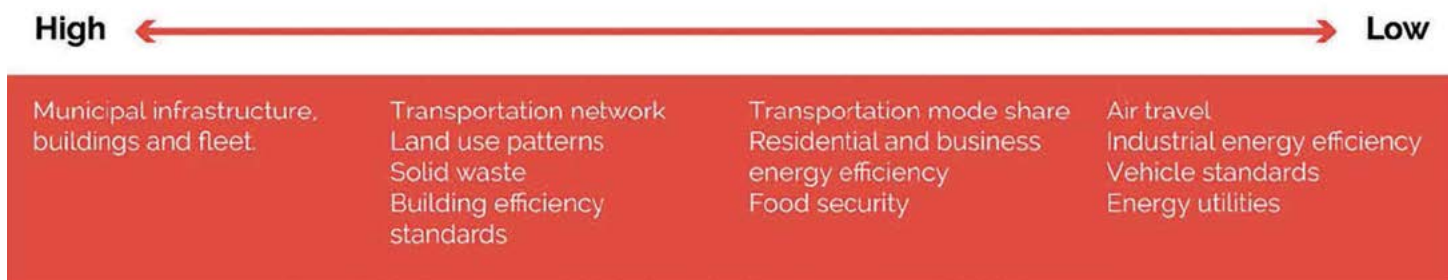 High
Low
Municipal infrastructure,
buildings and fleet.
Transportation network
Land use patterns
Solid waste
Building efficiency
standards
Transportation mode share
Residential and business
energy efficiency
Food security
Air travel
Industrial energy efficiency
Vehicle standards
Energy utilities